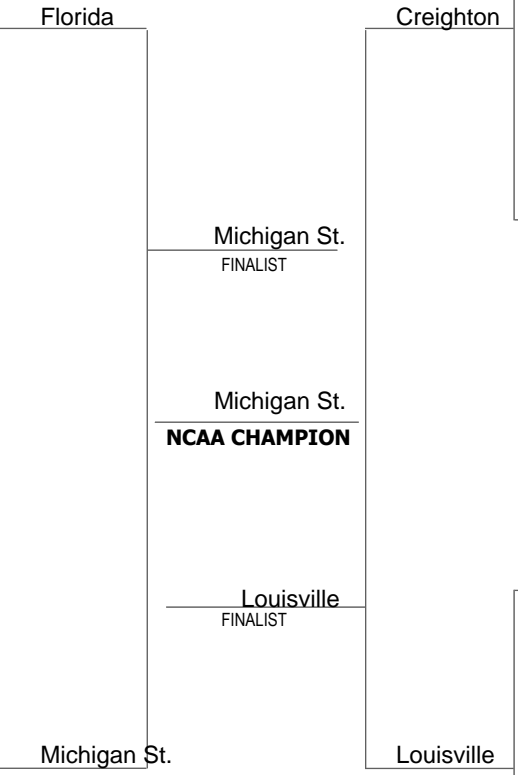 Florida
Creighton
Michigan St.
FINALIST
Michigan St.
NCAA CHAMPION
Louisville
FINALIST
Michigan St.
Louisville